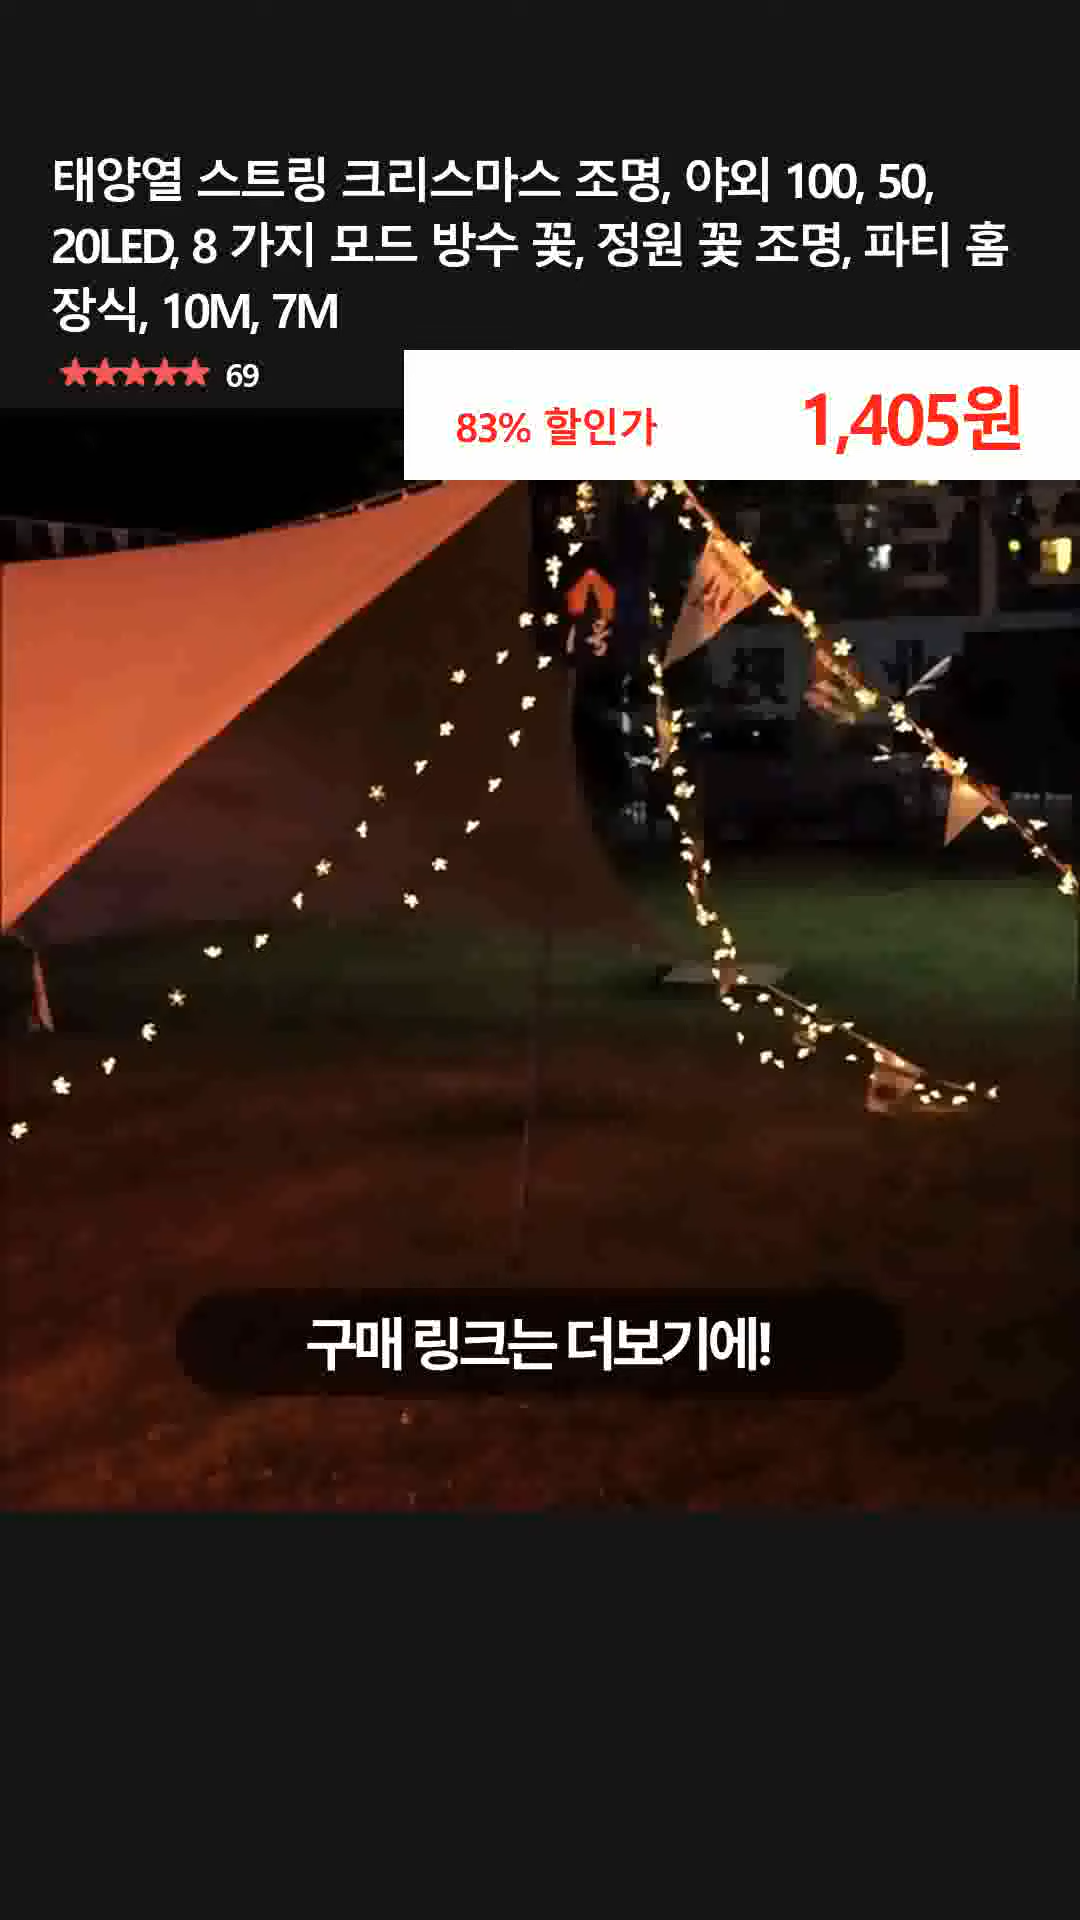 태양열 스트링 크리스마스 조명, 야외 100, 50,
20LED, 8 가지 모드 방수 꽃, 정원 꽃 조명, 파티 홈
장식, 10M, 7M
69
83% 할인가 1,405원
1号
구매 링크는 더보기에!